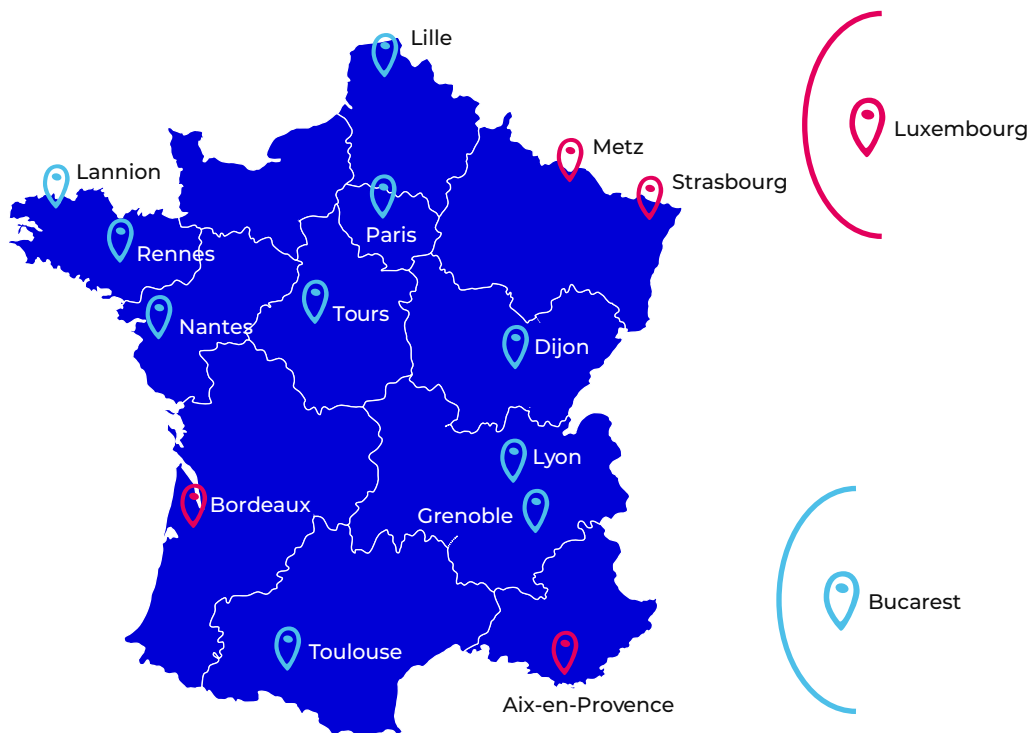 Lille
Luxembourg
Metz
Lannion
Strasbourg
Paris
Rennes
Tours
Nantes
Dijon
Lyon
Bordeaux
Grenoble
Bucarest
Toulouse
Aix-en-Provence